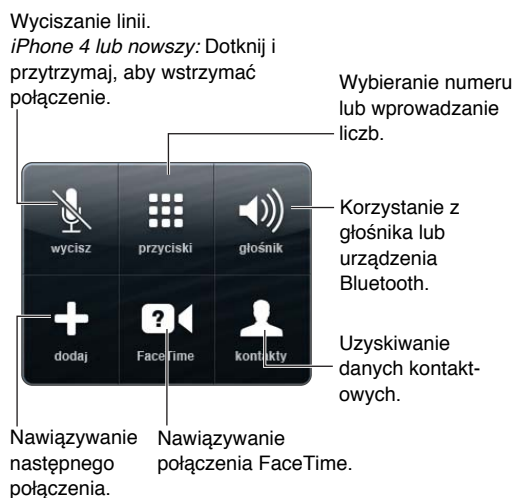 Wyciszanie linii.
iPhone 4 lub nowszy: Dotknij i
przytrzymaj, aby wstrzymać
połączenie.
Wybieranie numeru
lub wprowadzanie
liczb.
wycisz
przyciski
głośnik
Korzystanie z
głośnika lub
urządzenia
Bluetooth.
dodaj
FaceTime
kontakty
Uzyskiwanie
danych kontakt-
owych.
Nawiązywanie
następnego
połączenia.
Nawiązywanie
połączenia FaceTime.